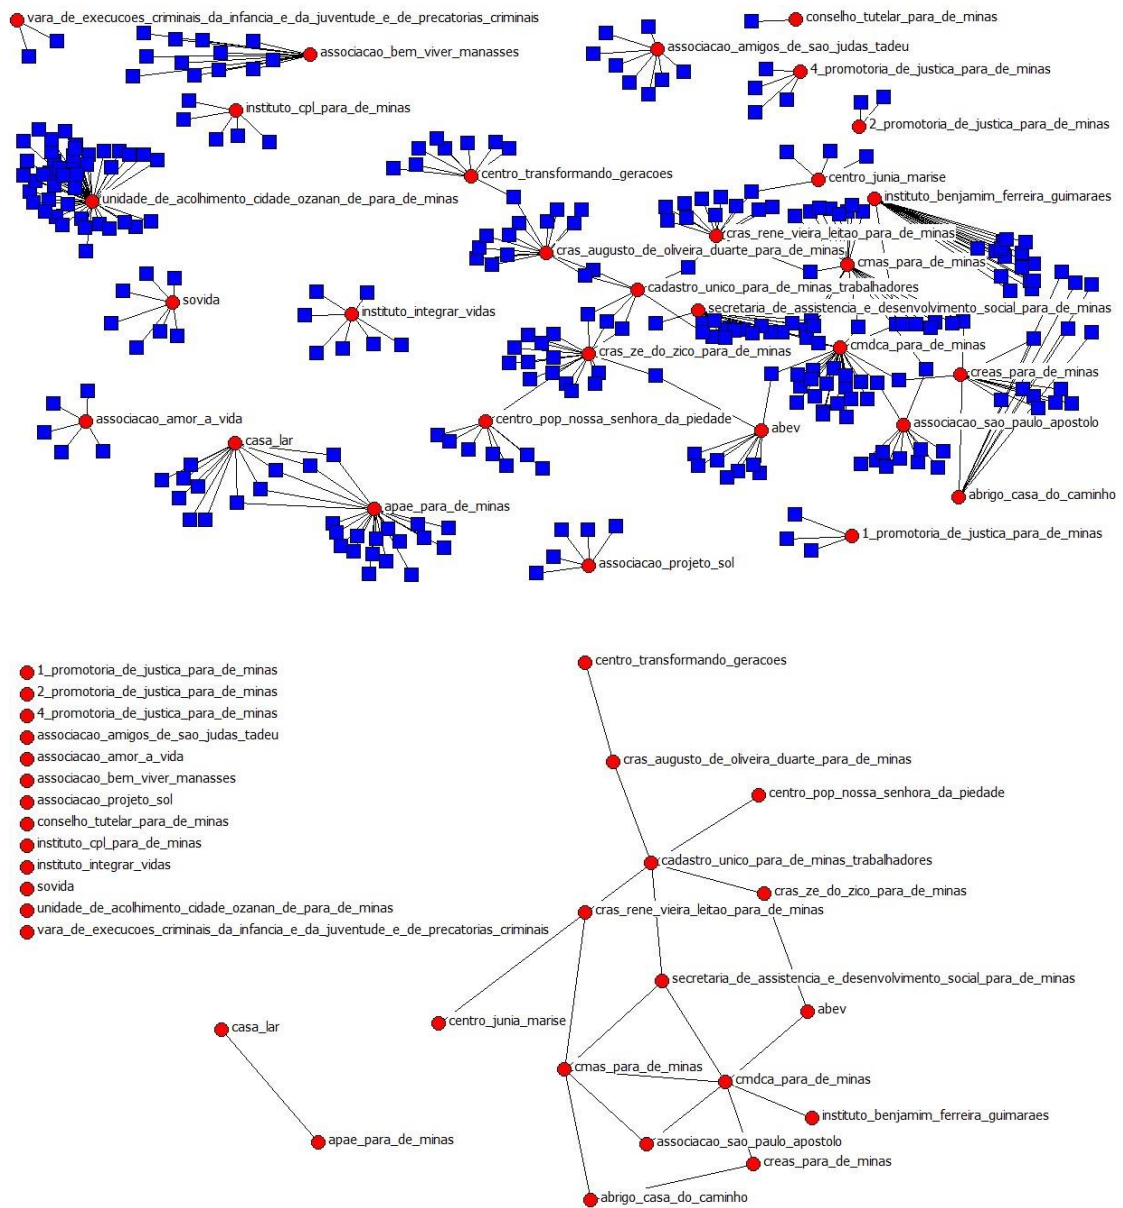 vara_de_execucoes_criminais_da_infancia_e_da_juventude_e_de_precatorias_criminais
conselho_tutelar_para_de_minas
associacao_bem_viver_manasses
associacao_amigos_de_sao_judas_tadeu
4_promotoria_de_justica_para_de_minas
instituto_cpl_para_de_minas
2_promotoria_de_justica_para_de_minas
centro_transformando_geracoes
centro_junia_marise
unidade_de_acolhimento_cidade_ozanan_de_para_de_minas
instituto_benjamim_ferreira_guimaraes
cras_rene_vieira_leitao_para_de_minas
cras_augusto_de_oliveira_duarte_para_de_minas
cmas_para_de_minas
cadastro_unico_para_de_minas_trabalhadores
sovida
instituto_integrar_vidas
secretaria_de_assistencia_e_desenvolvimento_social_para_de_minas
cras_ze_do_zico_para_de_minas
cmdca_para_de_minas
creas_para_de_minas
associacao_amor_a_vida
centro_pop_nossa_senhora_da_piedade
abev
associacao_sao_paulo_apostolo
casa_lar
abrigo_casa_do_caminho
apae_para_de_minas
1_promotoria_de_justica_para_de_minas
associacao_projeto_sol
1_promotoria_de_justica_para_de_minas
2_promotoria_de_justica_para_de_minas
4_promotoria_de_justica_para_de_minas
associacao_amigos_de_sao_judas_tadeu
associacao_amor_a_vida
associacao_bem_viver_manasses
associacao_projeto_sol
conselho_tutelar_para_de_minas
instituto_cpl_para_de_minas
instituto_integrar_vidas
sovida
unidade_de_acolhimento_cidade_ozanan_de_para_de_minas
vara_de_execucoes_criminais_da_infancia_e_da_juventude_e_de_precatorias_criminais
centro_transformando_geracoes
cras_augusto_de_oliveira_duarte_para_de_minas
centro_pop_nossa_senhora_da_piedade
cadastro_unico_para_de_minas_trabalhadores
cras_ze_do_zico_para_de_minas
cras_rene_vieira_leitao_para_de_minas
secretaria_de_assistencia_e_desenvolvimento_social_para_de_minas
abev
centro_junia_marise
casa_lar
cmas_para_de_minas
cmdca_para_de_minas
instituto_benjamim_ferreira_guimaraes
apae_para_de_minas
associacao_sao_paulo_apostolo
creas_para_de_minas
abrigo_casa_do_caminho